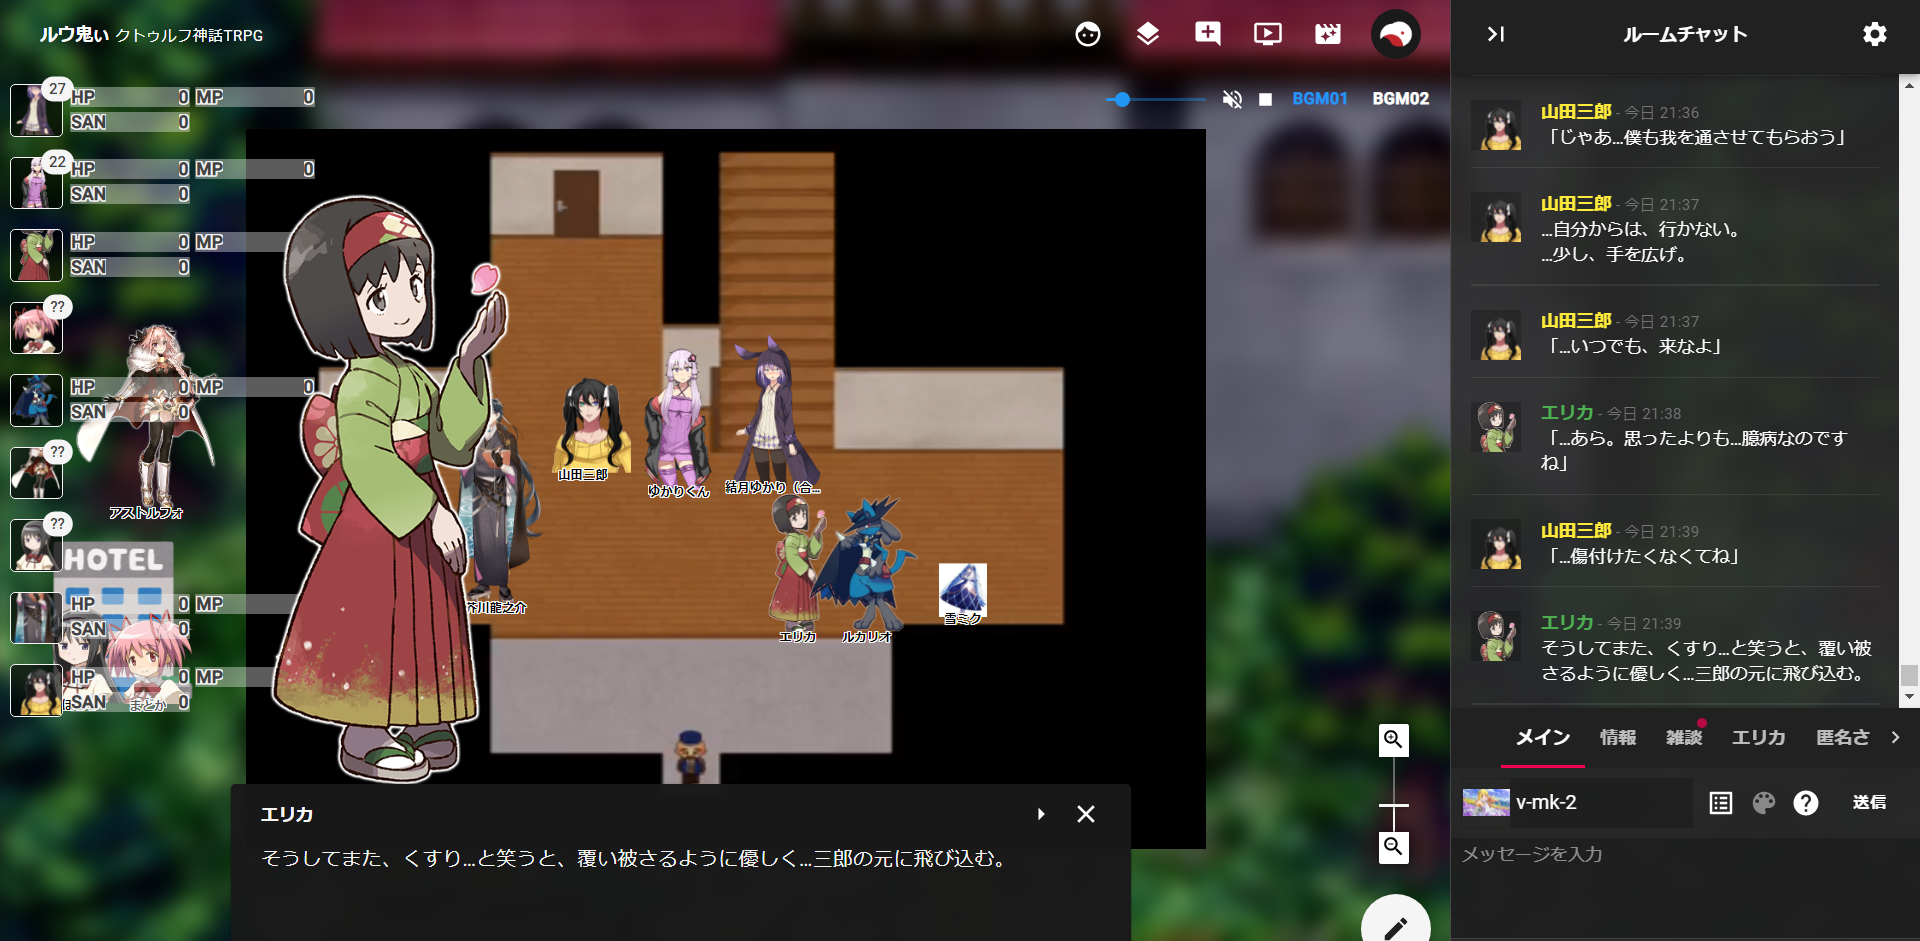 ルウ鬼い クトゥルフ神話TRPG
BGM01 BGM02
27
HP 0 MP 0
SAN 0
22
HP 0 MP 0
SAN 0
HP 0 MP
SAN 0
??
HP 0 MP 0
SAN 0
??
アストルフォ
??
HOTEL
HP 0 MP
SAN 0
HP 0 MP
SAN 0
まどか
山田三郎
ゆかりくん
結月ゆかり（合...
芥川龍之介
エリカ
ルカリオ
雪ミク
エリカ
そうしてまた、くすり…と笑うと、覆い被さるように優しく…三郎の元に飛び込む。
ルームチャット
山田三郎 - 今日 21:36
「じゃあ…僕も我を通させてもらおう」
山田三郎 - 今日 21:37
…自分からは、行かない。
…少し、手を広げ。
山田三郎 - 今日 21:37
「…いつでも、来なよ」
エリカ - 今日 21:38
「…あら。思ったよりも…臆病なのです
ね」
山田三郎 - 今日 21:39
「…傷付けたくなくてね」
エリカ - 今日 21:39
そうしてまた、くすり…と笑うと、覆い被
さるように優しく…三郎の元に飛び込む。
メイン 情報 雑談 エリカ 匿名さ
v-mk-2
送信
メッセージを入力